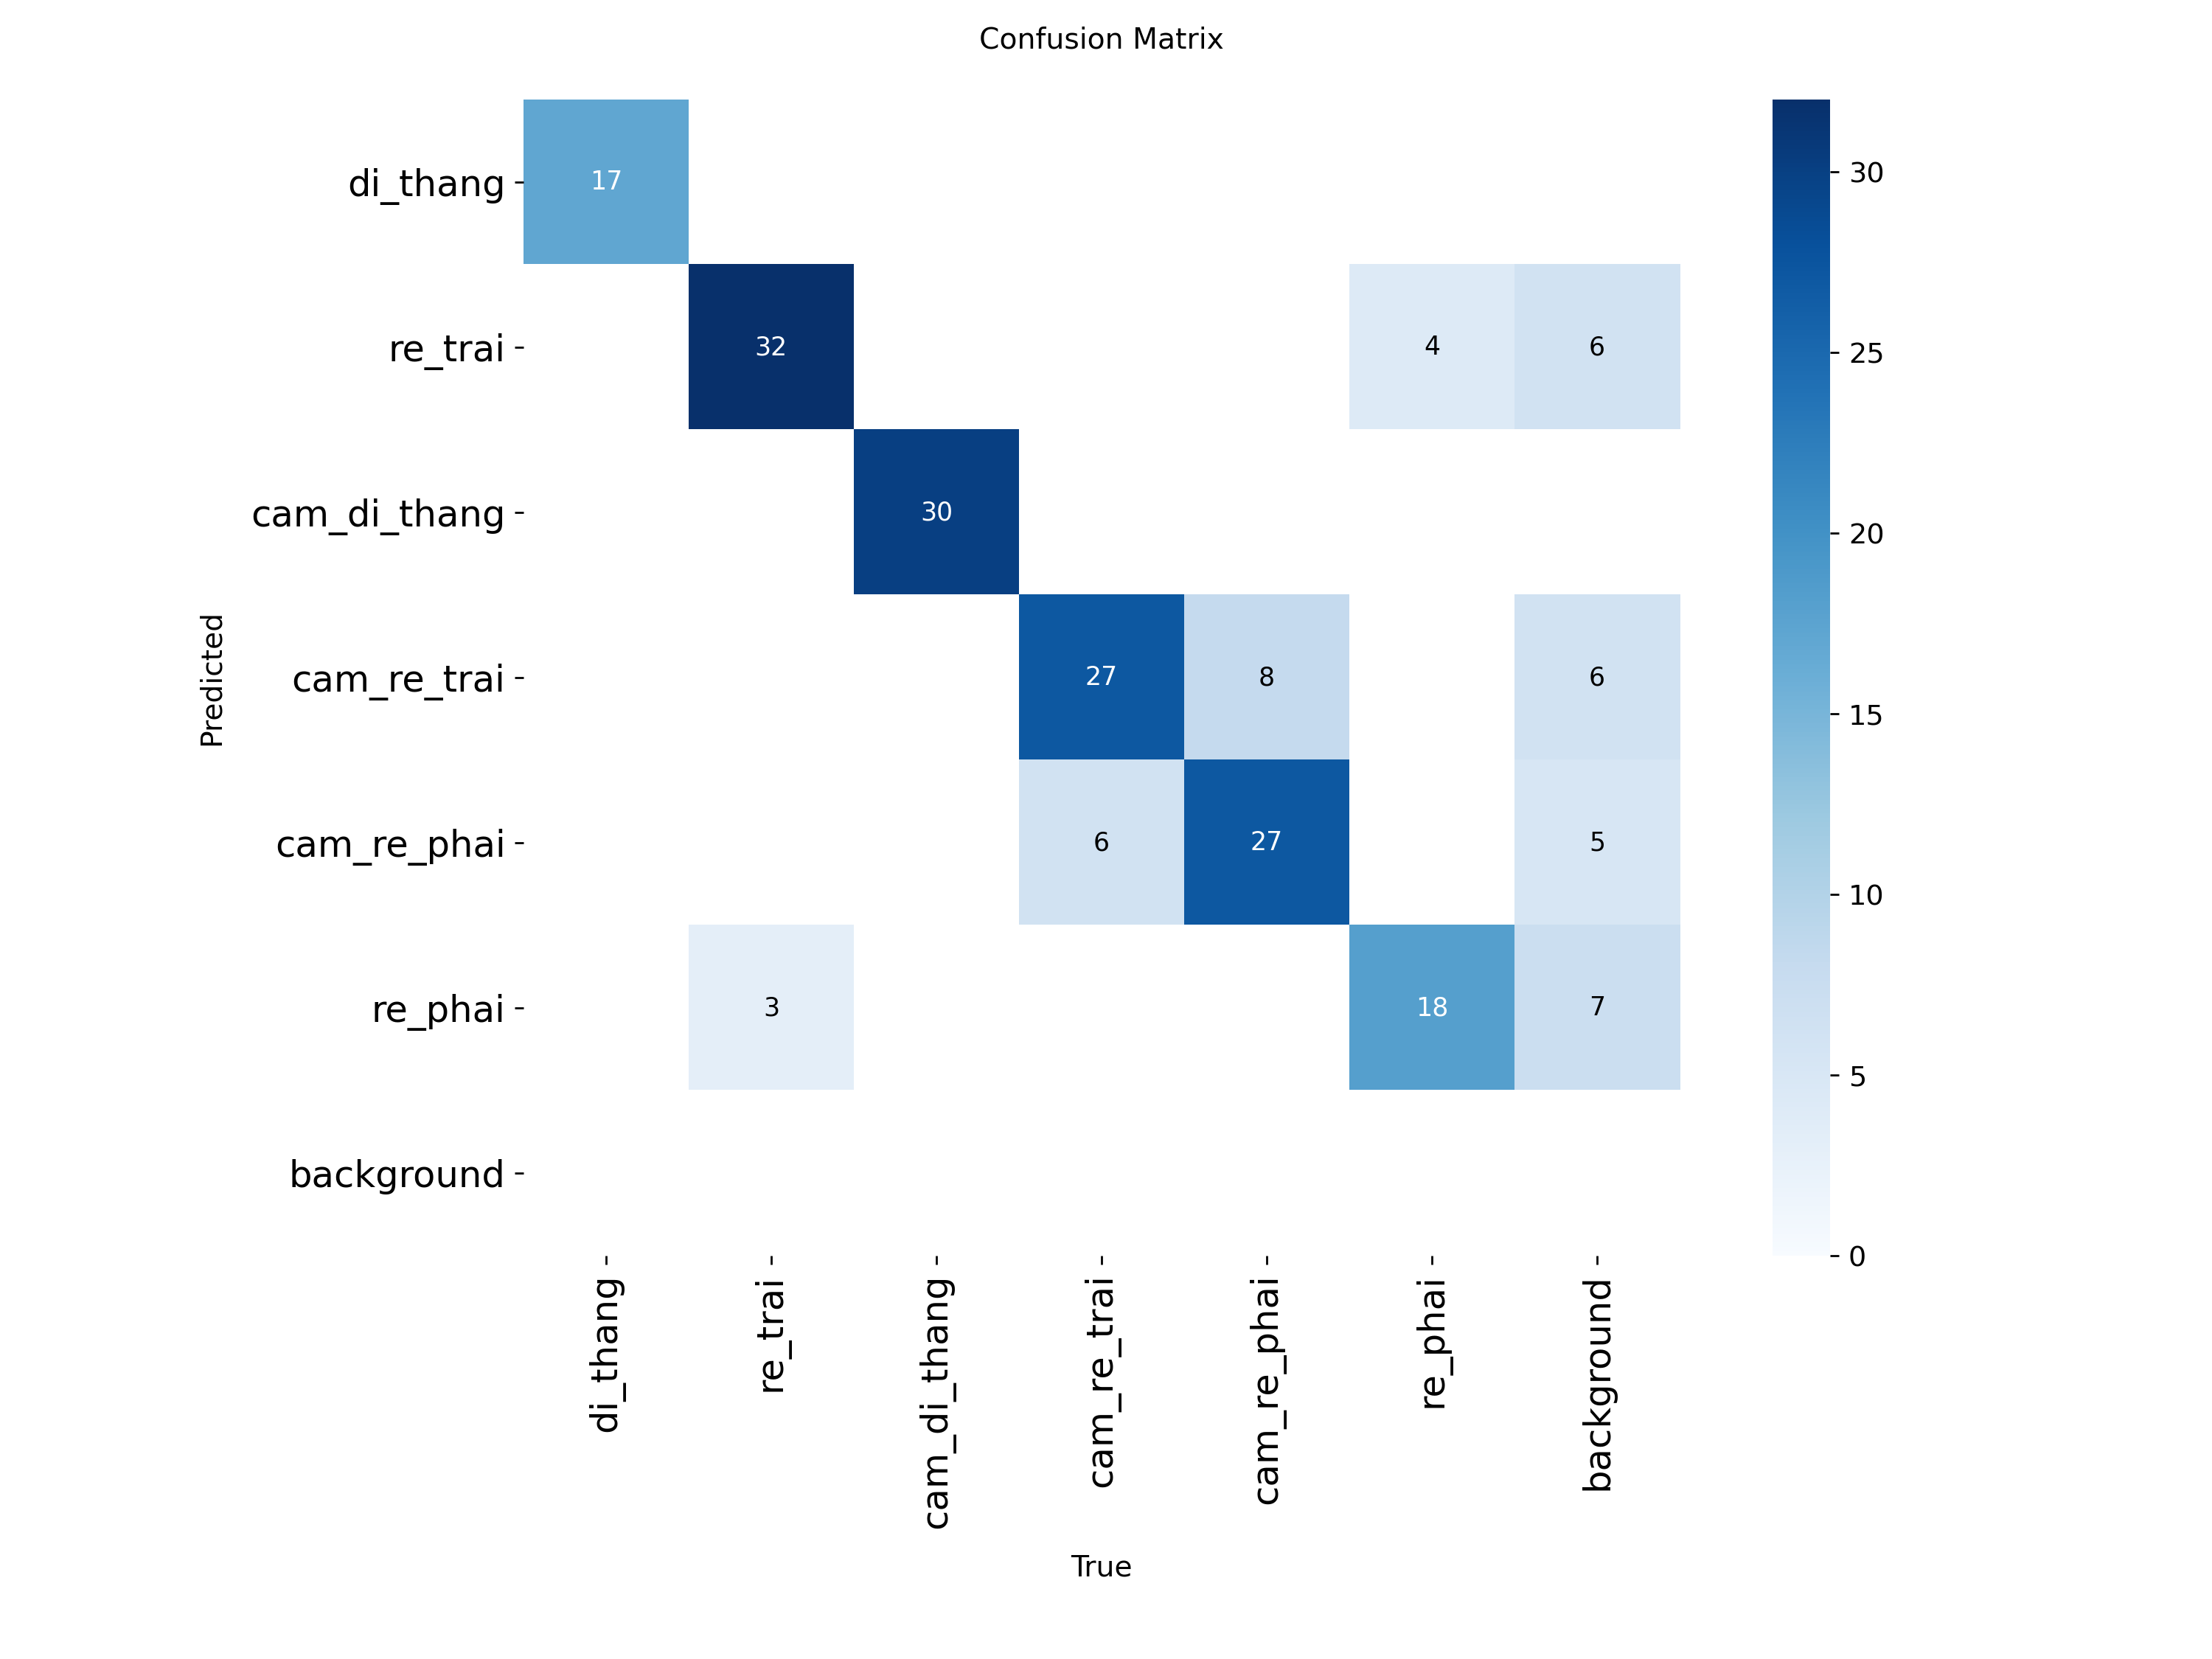 Confusion Matrix
Predicted
di_thang 17
re_trai 32 4 6
cam_di_thang 30
cam_re_trai 27 8 6
cam_re_phai 6 27 5
re_phai 3 18 7
background
di_thang re_trai cam_di_thang cam_re_trai cam_re_phai re_phai background
True
30
25
20
15
10
5
0